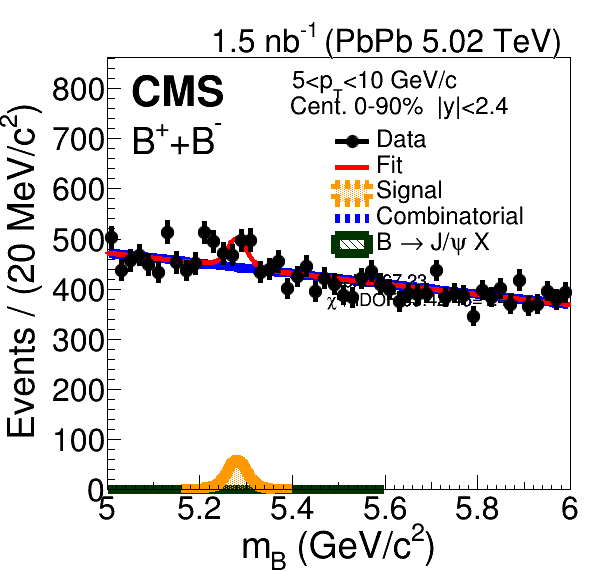 1.5 nb⁻¹ (PbPb 5.02 TeV)
CMS
B⁺+B⁻
5<p_T<10 GeV/c
Cent. 0-90% |y|<2.4
Data
Fit
Signal
Combinatorial
B → J/ψ X
Events / (20 MeV/c²)
800
700
600
500
400
300
200
100
0
5
5.2
5.4
5.6
5.8
6
m_B (GeV/c²)